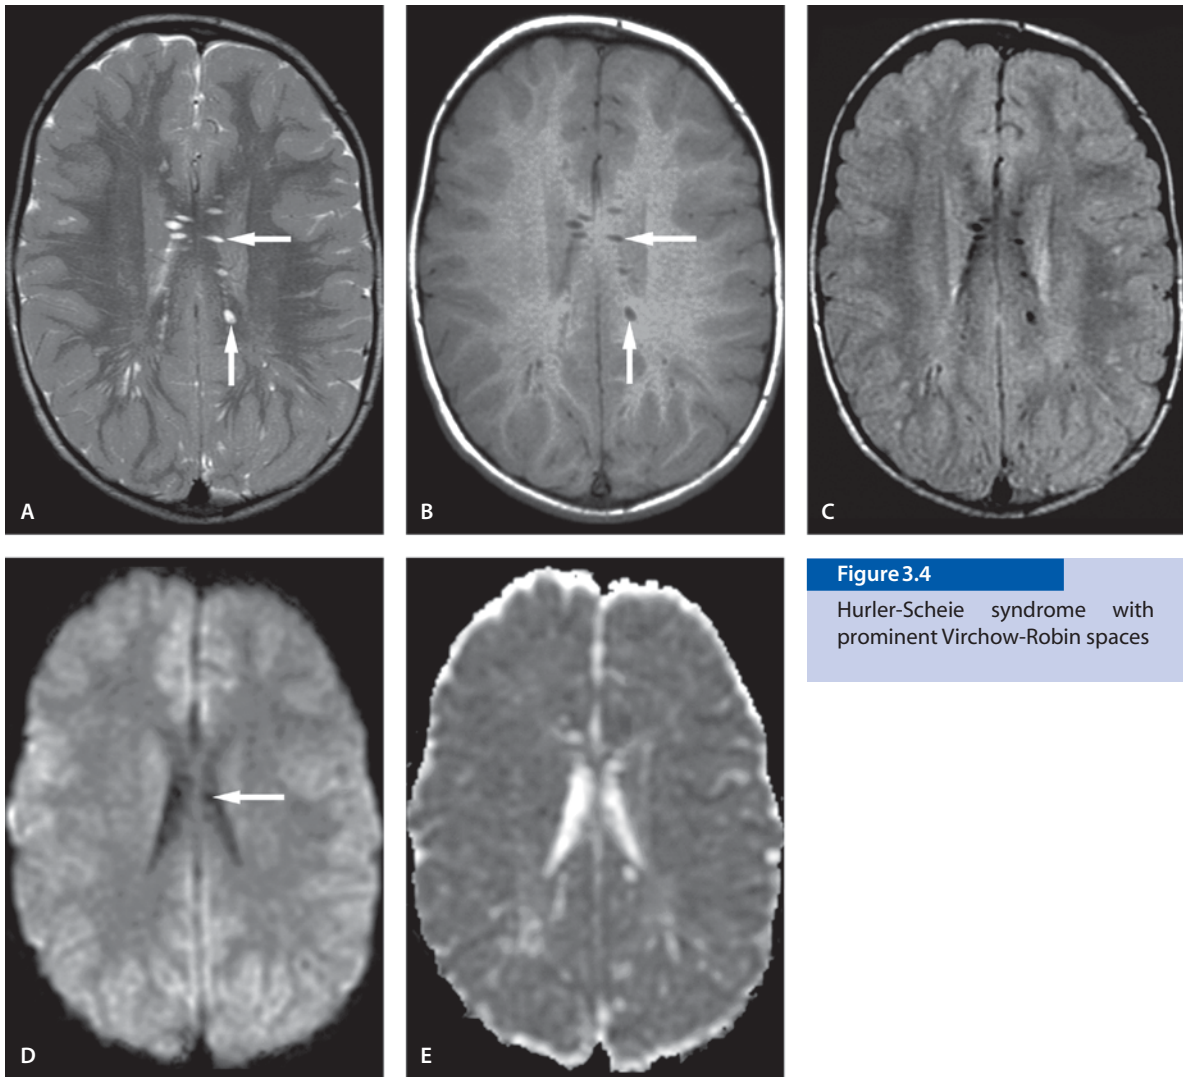 A
B
C
Figure 3.4
Hurler-Scheie syndrome with
prominent Virchow-Robin spaces
D
E